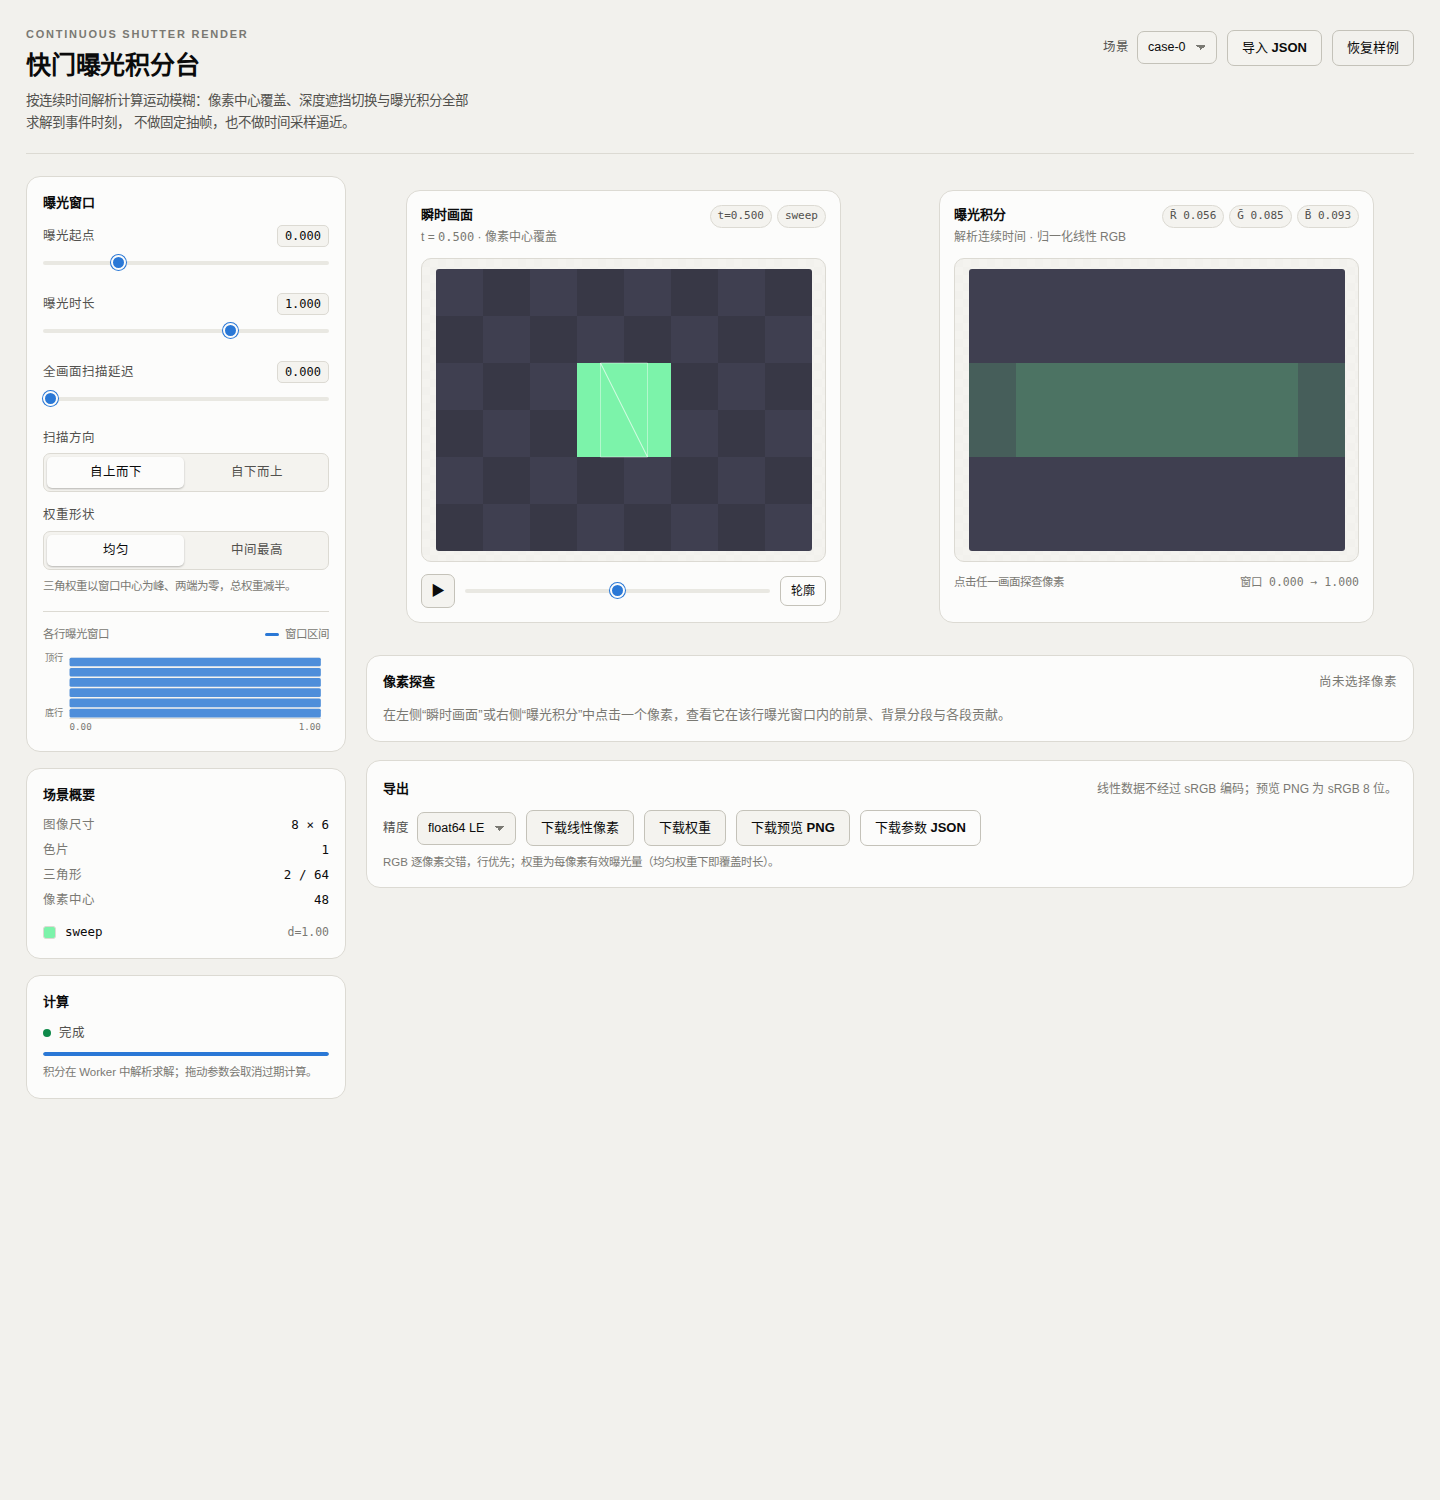 CONTINUOUS SHUTTER RENDER
快门曝光积分台
按连续时间解析计算运动模糊：像素中心覆盖、深度遮挡切换与曝光积分全部
求解到事件时刻， 不做固定抽帧，也不做时间采样逼近。
场景
case-0
导入 JSON
恢复样例
曝光窗口
曝光起点
0.000
曝光时长
1.000
全画面扫描延迟
0.000
扫描方向
自上而下
自下而上
权重形状
均匀
中间最高
三角权重以窗口中心为峰、两端为零，总权重减半。
各行曝光窗口
窗口区间
顶行
底行
0.00
1.00
场景概要
图像尺寸
8 × 6
色片
1
三角形
2 / 64
像素中心
48
sweep
d=1.00
计算
完成
积分在 Worker 中解析求解；拖动参数会取消过期计算。
瞬时画面
t=0.500
sweep
t = 0.500 · 像素中心覆盖
轮廓
曝光积分
R̄ 0.056
Ḡ 0.085
B̄ 0.093
解析连续时间 · 归一化线性 RGB
点击任一画面探查像素
窗口 0.000 → 1.000
像素探查
尚未选择像素
在左侧“瞬时画面”或右侧“曝光积分”中点击一个像素，查看它在该行曝光窗口内的前景、背景分段与各段贡献。
导出
线性数据不经过 sRGB 编码；预览 PNG 为 sRGB 8 位。
精度
float64 LE
下载线性像素
下载权重
下载预览 PNG
下载参数 JSON
RGB 逐像素交错，行优先；权重为每像素有效曝光量（均匀权重下即覆盖时长）。